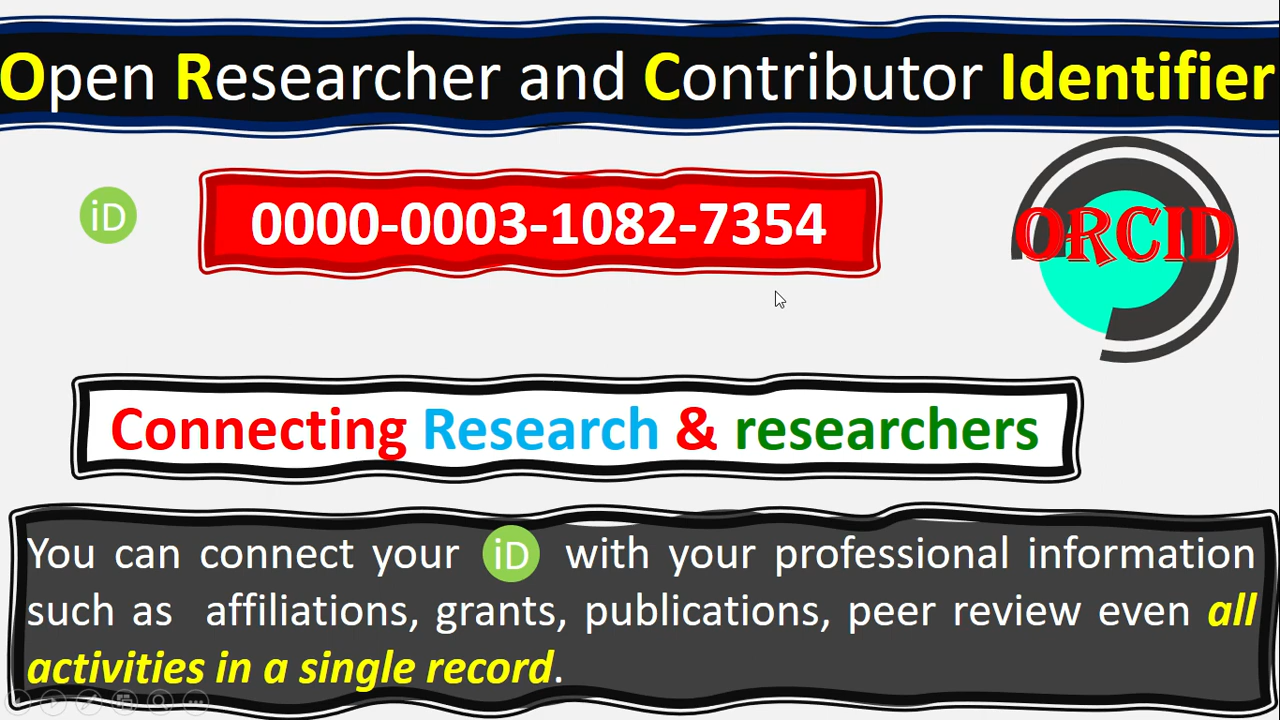 Open Researcher and Contributor Identifier
iD
0000-0003-1082-7354
ORCID
Connecting Research & researchers
You can connect your iD with your professional information
such as affiliations, grants, publications, peer review even all
activities in a single record.